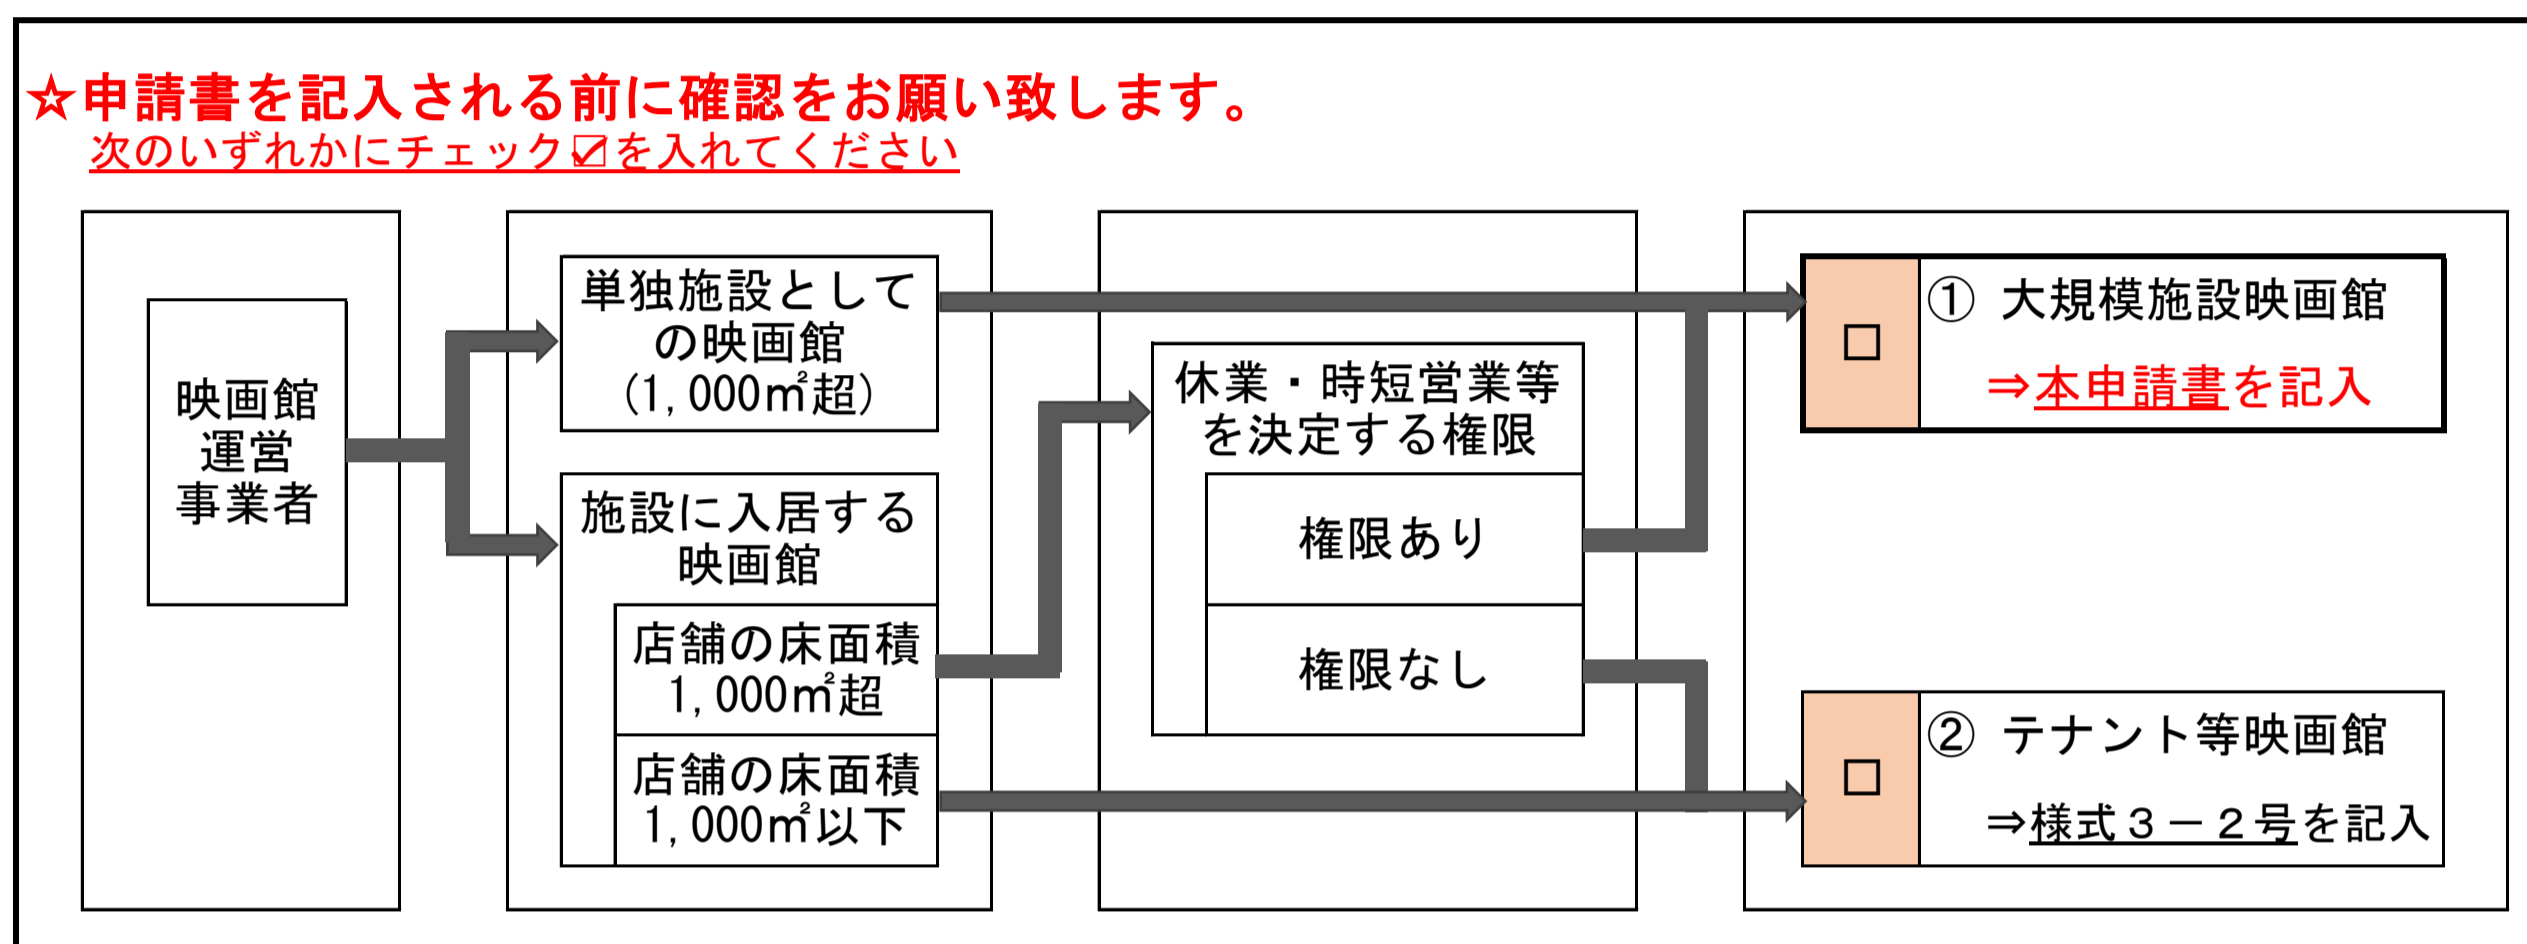 ☆申請書を記入される前に確認をお願い致します。
次のいずれかにチェック☑を入れてください
映画館
運営
事業者
単独施設として
の映画館
(1,000㎡超)
施設に入居する
映画館
店舗の床面積
1,000㎡超
店舗の床面積
1,000㎡以下
休業・時短営業等
を決定する権限
権限あり
権限なし
□
① 大規模施設映画館
⇒本申請書を記入
□
② テナント等映画館
⇒様式３－２号を記入